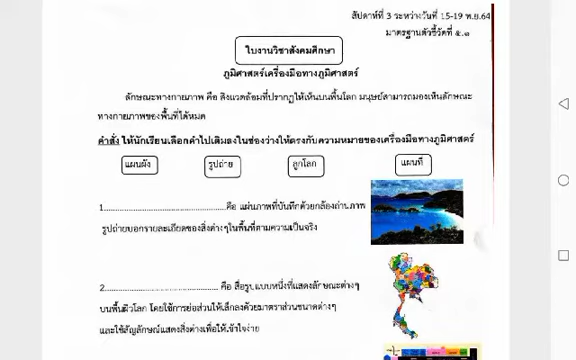 สัปดาห์ที่ 3 ระหว่างวันที่ 15-19 พ.ย.64
มาตรฐานตัวชี้วัดที่ ๕.๑
ใบงานวิชาสังคมศึกษา
ภูมิศาสตร์เครื่องมือทางภูมิศาสตร์
ลักษณะทางกายภาพ คือ สิ่งแวดล้อมที่ปรากฏให้เห็นบนพื้นโลก มนุษย์สามารถมองเห็นลักษณะ
ทางกายภาพของพื้นที่ได้หมด
คำสั่ง ให้นักเรียนเลือกคำไปเติมลงในช่องว่างให้ตรงกับความหมายของเครื่องมือทางภูมิศาสตร์
แผนผัง รูปถ่าย ลูกโลก แผนที่
1............................................คือ แผ่นภาพที่บันทึกด้วยกล้องถ่ายภาพ
รูปถ่ายบอกรายละเอียดของสิ่งต่างๆในพื้นที่ตามความเป็นจริง
2.......................................... คือ สื่อรูปแบบหนึ่งที่แสดงลักษณะต่างๆ
บนพื้นผิวโลก โดยใช้การย่อส่วนให้เล็กลงด้วยมาตราส่วนขนาดต่างๆ
และใช้สัญลักษณ์แสดงสิ่งต่างเพื่อให้เข้าใจง่าย